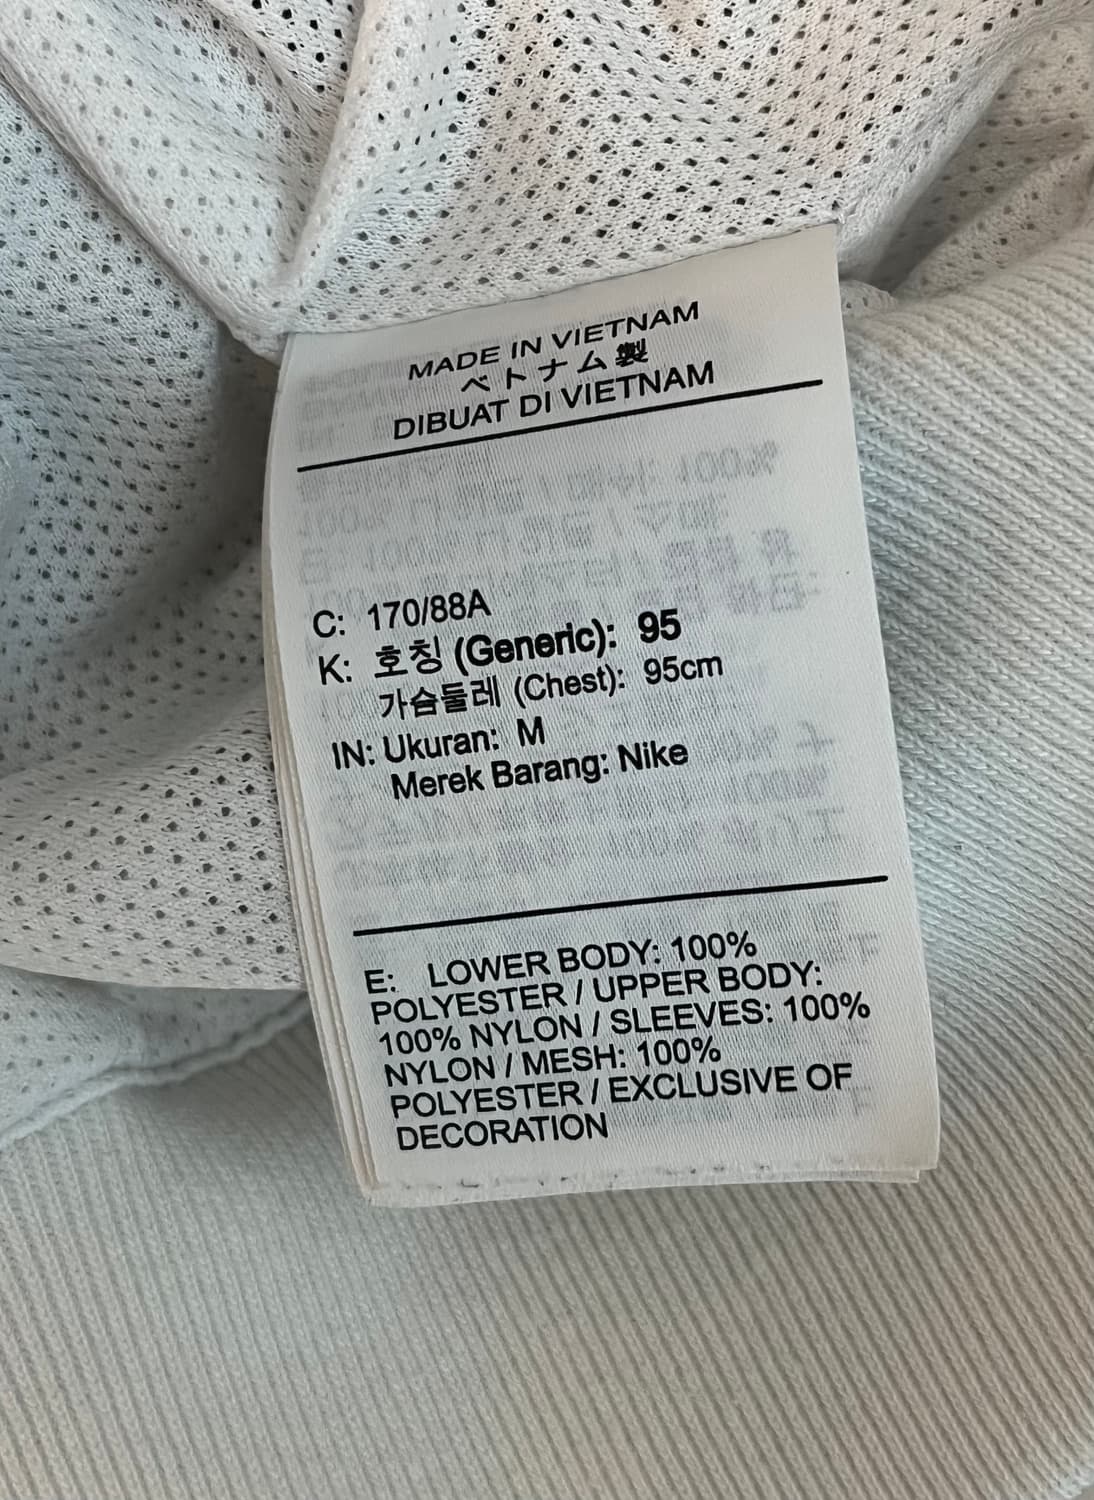 MADE IN VIETNAM
ベトナム製
DIBUAT DI VIETNAM
C: 170/88A
K: 호칭 (Generic): 95
가슴둘레 (Chest): 95cm
IN: Ukuran: M
Merek Barang: Nike
E: LOWER BODY: 100%
POLYESTER / UPPER BODY:
100% NYLON / SLEEVES: 100%
NYLON / MESH: 100%
POLYESTER / EXCLUSIVE OF
DECORATION